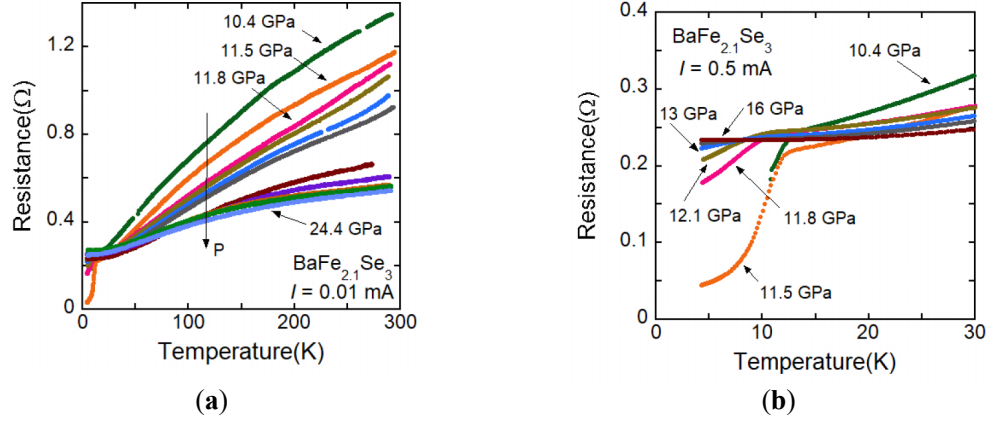 (a)
Resistance(Ω)
1.2
0.8
0.4
0
10.4 GPa
11.5 GPa
11.8 GPa
P
24.4 GPa
BaFe2.1Se3
I = 0.01 mA
0 100 200 300
Temperature(K)
(a)
(b)
Resistance(Ω)
0.4
0.3
0.2
0.1
0
BaFe2.1Se3
I = 0.5 mA
10.4 GPa
13 GPa
16 GPa
12.1 GPa
11.8 GPa
11.5 GPa
0 10 20 30
Temperature(K)
(b)